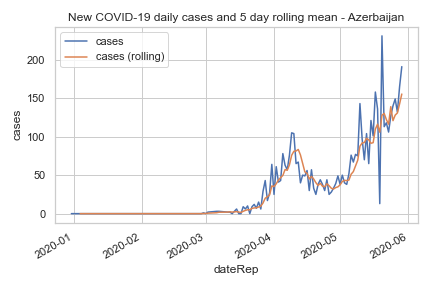 New COVID-19 daily cases and 5 day rolling mean - Azerbaijan
cases
cases (rolling)
200
150
100
50
0
cases
2020-01
2020-02
2020-03
2020-04
2020-05
2020-06
dateRep